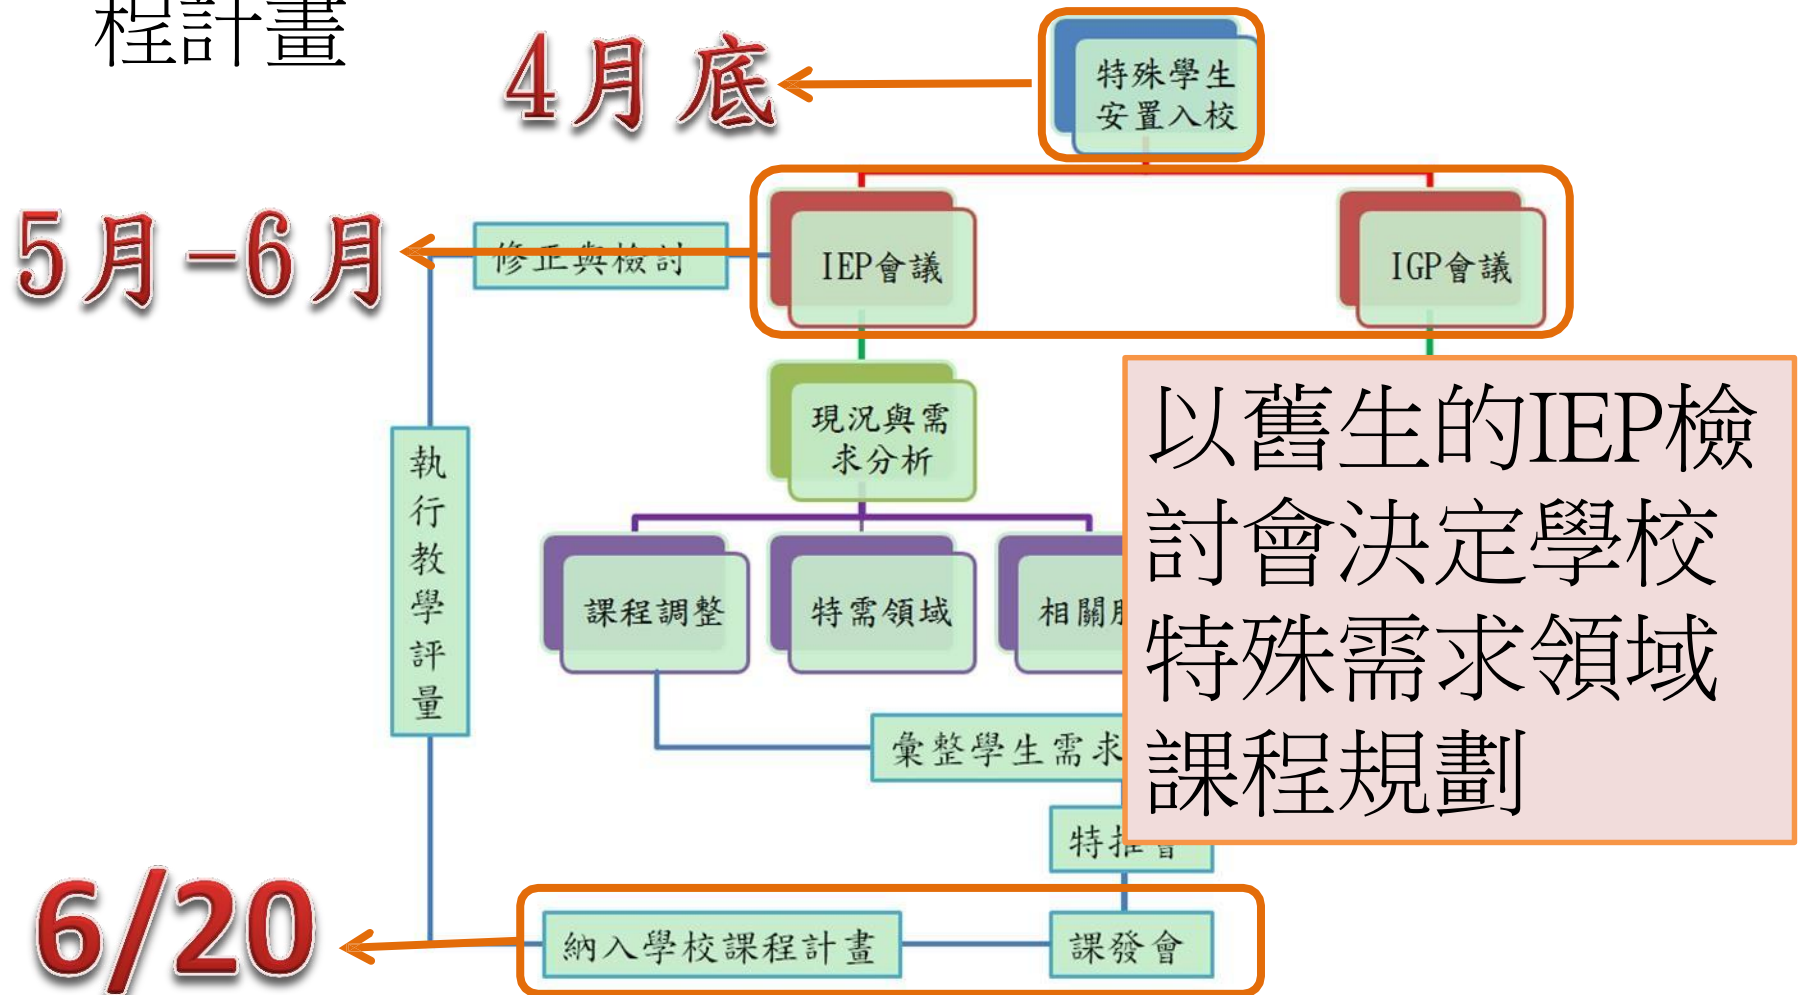 程計畫
4月底
特殊學生
安置入校
5月-6月
修正與檢討
IEP會議
IGP會議
現況與需
求分析
以舊生的IEP檢
討會決定學校
特殊需求領域
課程規劃
執
行
教
學
評
量
課程調整
特需領域
相關
彙整學生需求
特推會
6/20
納入學校課程計畫
課發會